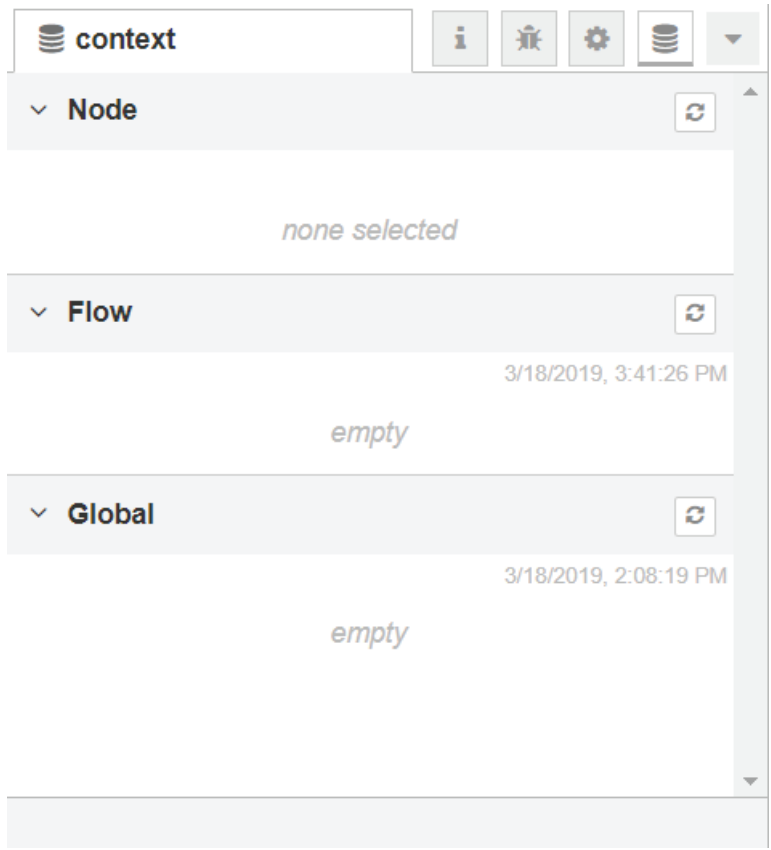 context
Node
none selected
Flow
3/18/2019, 3:41:26 PM
empty
Global
3/18/2019, 2:08:19 PM
empty